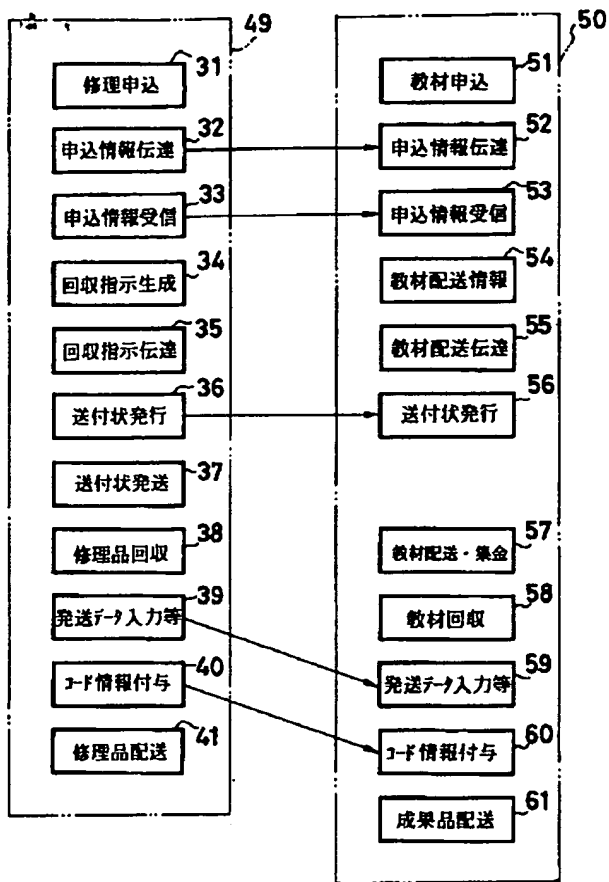 49
31
修理申込
32
申込情報伝達
33
申込情報受信
34
回収指示生成
35
回収指示伝達
36
送付状発行
37
送付状発送
38
修理品回収
39
発送データ入力等
40
コード情報付与
41
修理品配送
50
51
教材申込
52
申込情報伝達
53
申込情報受信
54
教材配送情報
55
教材配送伝達
56
送付状発行
57
教材配送・集金
58
教材回収
59
発送データ入力等
60
コード情報付与
61
成果品配送